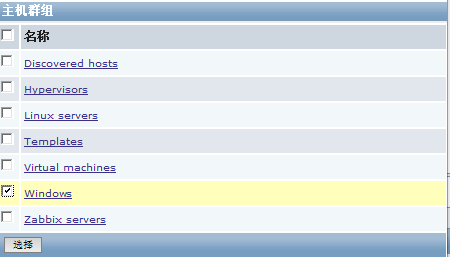 主机群组
名称
Discovered hosts
Hypervisors
Linux servers
Templates
Virtual machines
Windows
Zabbix servers
选择